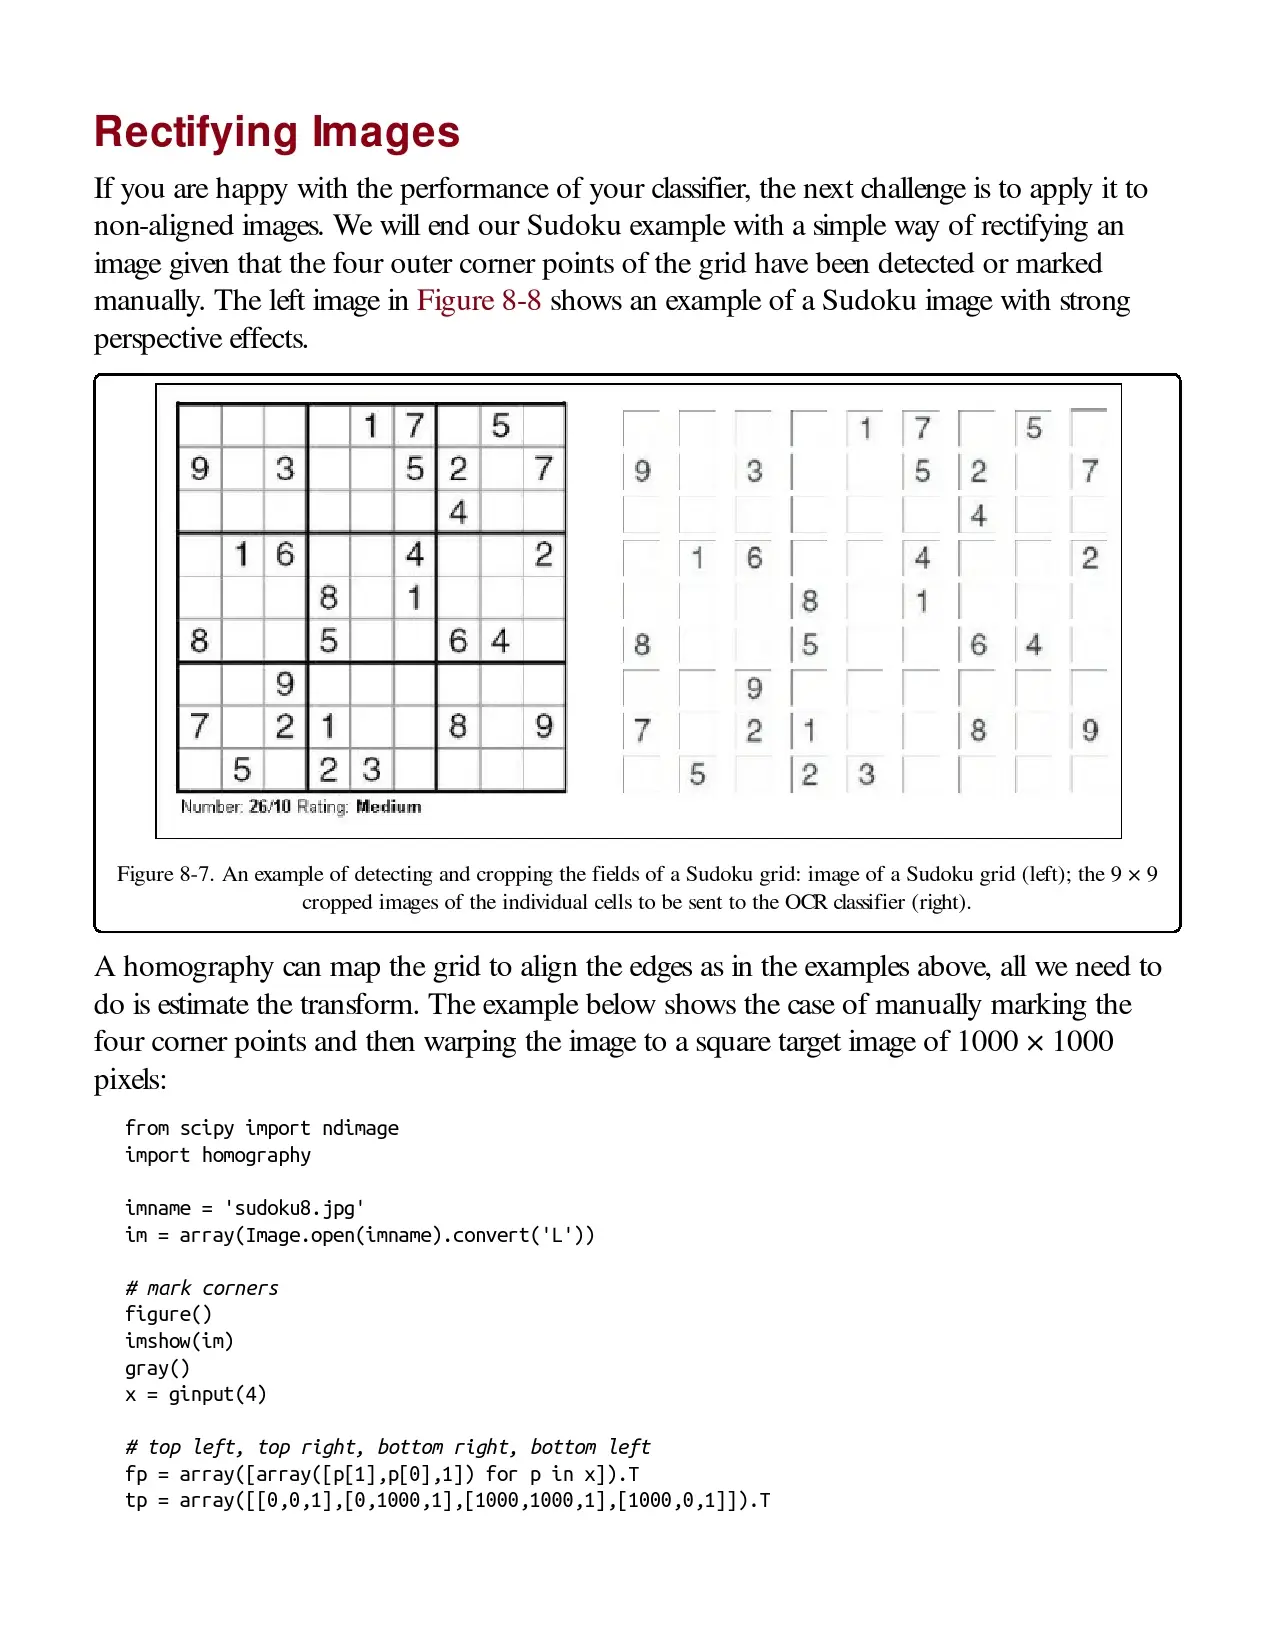 Rectifying Images
If you are happy with the performance of your classifier, the next challenge is to apply it to
non-aligned images. We will end our Sudoku example with a simple way of rectifying an
image given that the four outer corner points of the grid have been detected or marked
manually. The left image in Figure 8-8 shows an example of a Sudoku image with strong
perspective effects.
1 7 5
9 3 5 2 7
4
1 6 4 2
8 1
8 5 6 4
9
7 2 1 8 9
5 2 3
Number: 26/10 Rating: Medium
1 7 5
9 3 5 2 7
4
1 6 4 2
8 1
8 5 6 4
9
7 2 1 8 9
5 2 3
Figure 8-7. An example of detecting and cropping the fields of a Sudoku grid: image of a Sudoku grid (left); the 9 × 9
cropped images of the individual cells to be sent to the OCR classifier (right).
A homography can map the grid to align the edges as in the examples above, all we need to
do is estimate the transform. The example below shows the case of manually marking the
four corner points and then warping the image to a square target image of 1000 × 1000
pixels:
from scipy import ndimage
import homography
imname = 'sudoku8.jpg'
im = array(Image.open(imname).convert('L'))
# mark corners
figure()
imshow(im)
gray()
x = ginput(4)
# top left, top right, bottom right, bottom left
fp = array([array([p[1],p[0],1]) for p in x]).T
tp = array([[0,0,1],[0,1000,1],[1000,1000,1],[1000,0,1]]).T